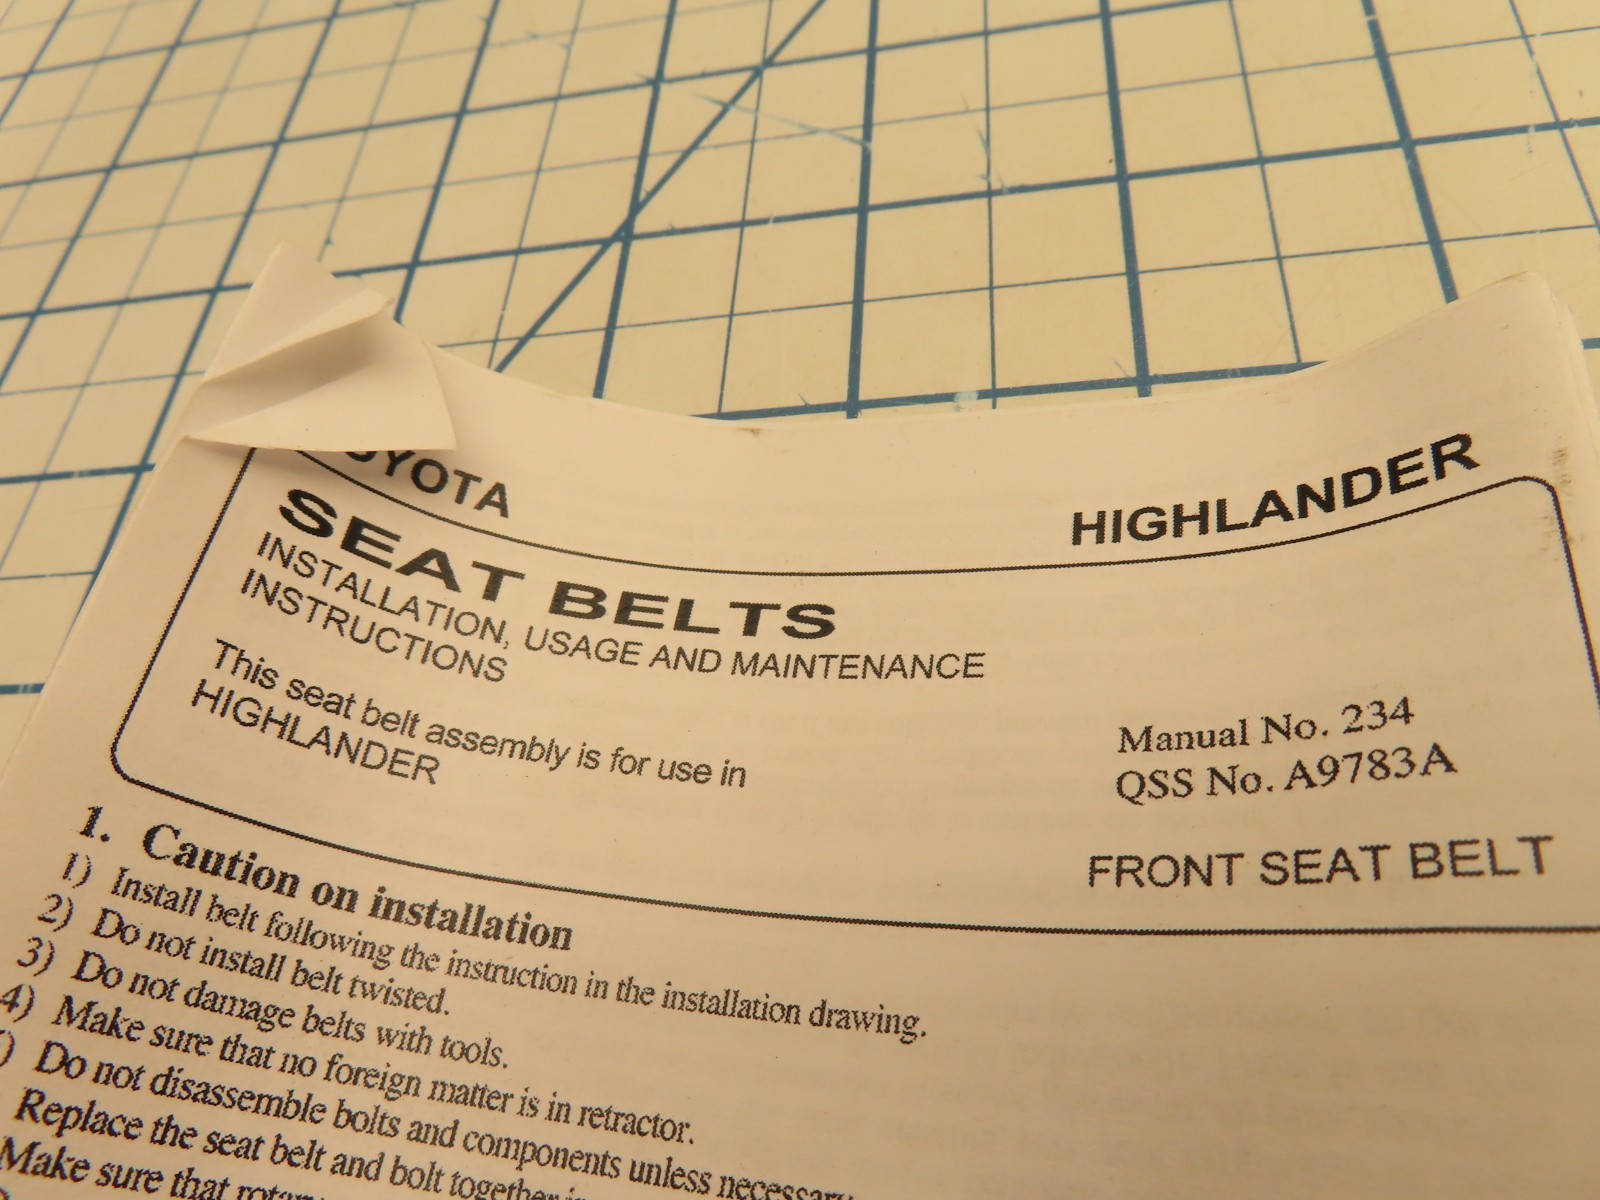 OYOTA HIGHLANDER
SEAT BELTS
INSTALLATION, USAGE AND MAINTENANCE
INSTRUCTIONS
This seat belt assembly is for use in
HIGHLANDER
Manual No. 234
QSS No. A9783A
FRONT SEAT BELT
1. Caution on installation
1) Install belt following the instruction in the installation drawing.
2) Do not install belt twisted.
3) Do not damage belts with tools.
4) Make sure that no foreign matter is in retractor.
) Do not disassemble bolts and components unless necessary
Replace the seat belt and bolt together
Make sure that